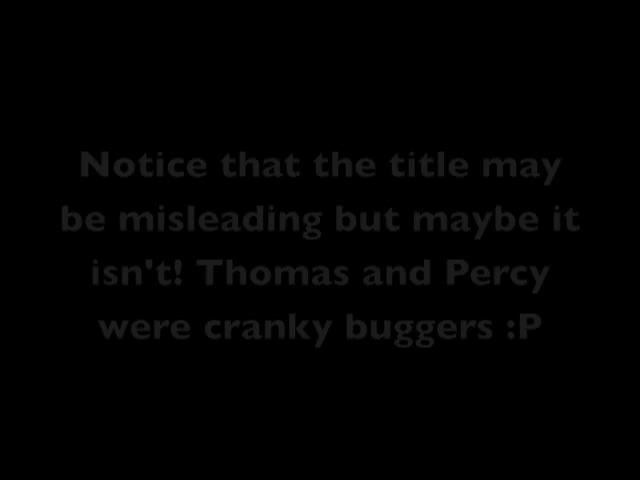 Notice that the title may
be misleading but maybe it
isn't! Thomas and Percy
were cranky buggers :P